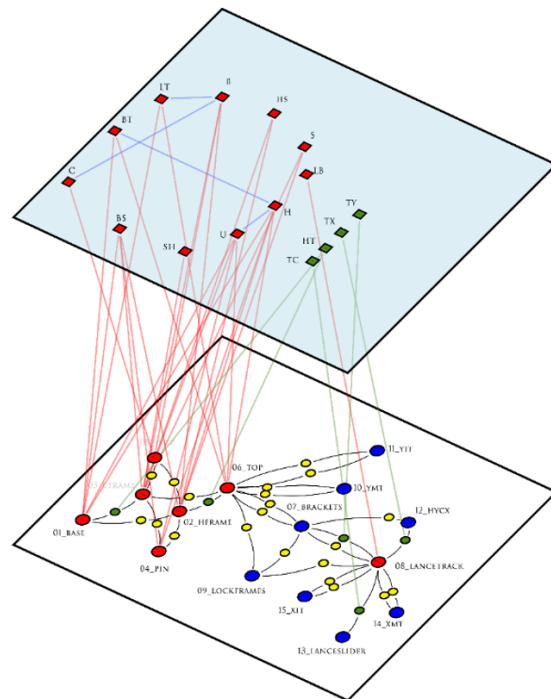 B
LT
HS
BT
S
LB
C
TY
H
BS
TX
U
HT
SH
TC
11_YIT
06_TOP
10_YMT
07_BRACKETS
12_HYCX
02_HFRAME
01_BASE
08_LANCETRACK
04_PIN
09_LOCKFRAMES
15_XIT
14_XMT
13_LANCESLIDER